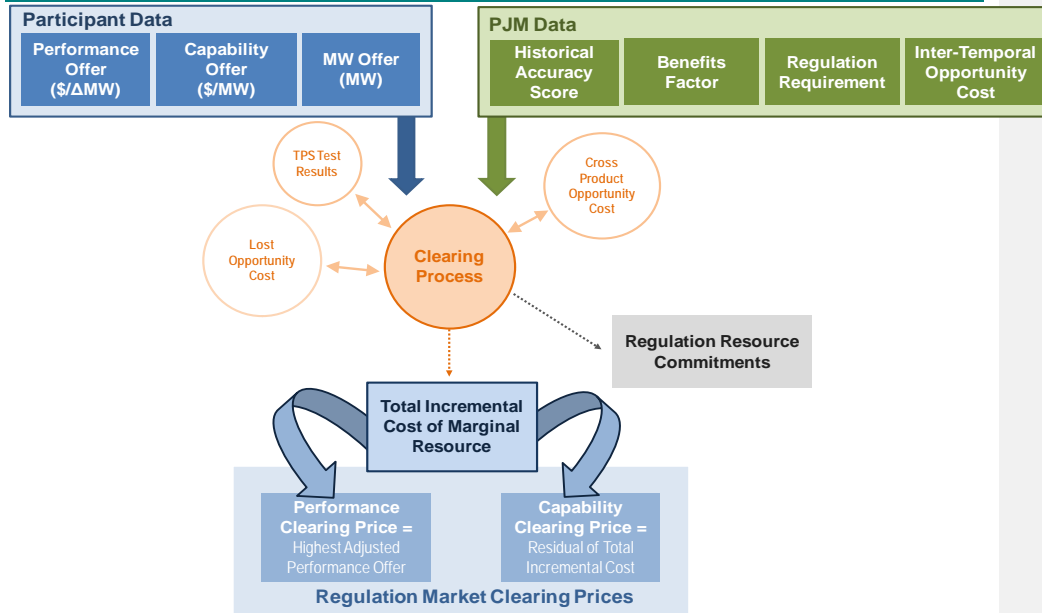 Participant Data
Performance
Offer
($/ΔMW)
Capability
Offer
($/MW)
MW Offer
(MW)
PJM Data
Historical
Accuracy
Score
Benefits
Factor
Regulation
Requirement
Inter-Temporal
Opportunity
Cost
TPS Test
Results
Cross
Product
Opportunity
Cost
Lost
Opportunity
Cost
Clearing
Process
Regulation Resource
Commitments
Total Incremental
Cost of Marginal
Resource
Performance
Clearing Price =
Highest Adjusted
Performance Offer
Capability
Clearing Price =
Residual of Total
Incremental Cost
Regulation Market Clearing Prices